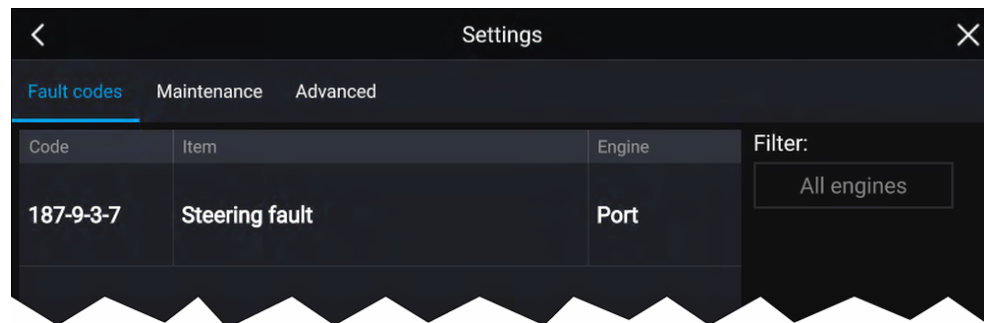 Settings
Fault codes Maintenance Advanced
Code Item Engine Filter:
All engines
187-9-3-7 Steering fault Port